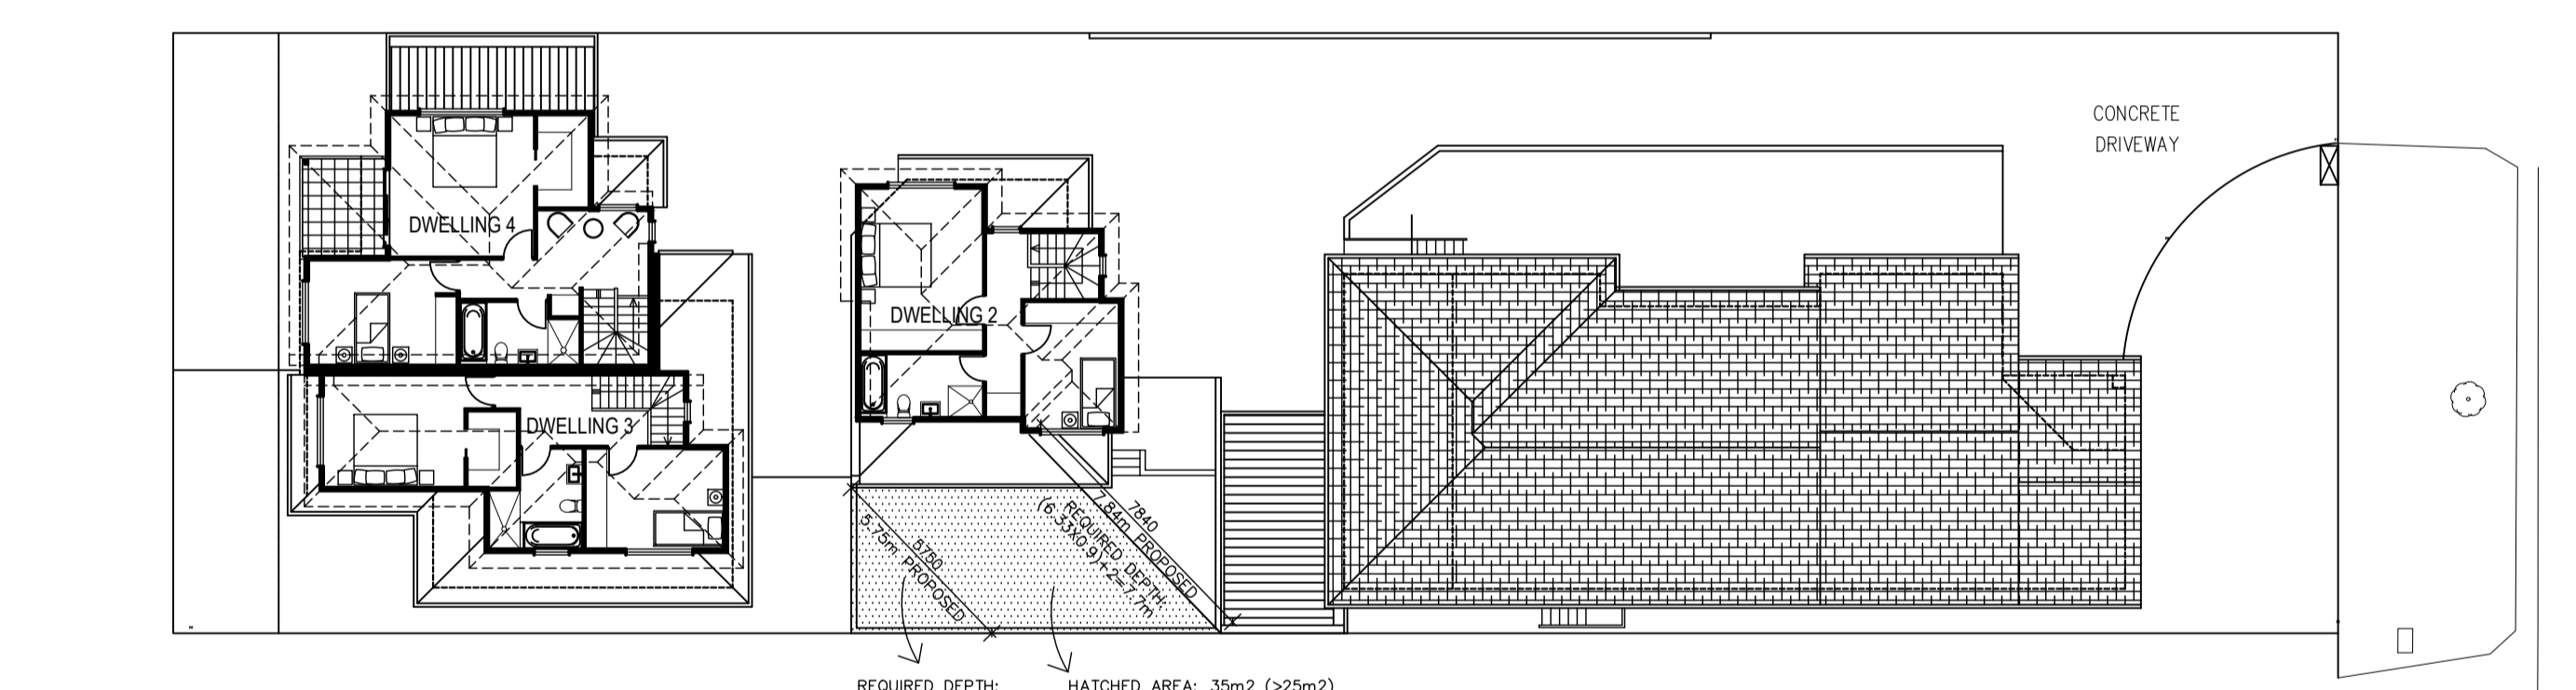 CONCRETE
DRIVEWAY
DWELLING 4
DWELLING 2
DWELLING 3
5750
5.75m PROPOSED
7840
7.84m PROPOSED
REQUIRED DEPTH:
(6.33X0.9)+2=7.7m
REQUIRED DEPTH:
HATCHED AREA: 35m2 (>25m2)